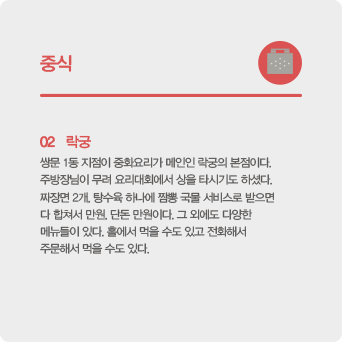 중식
02 락궁
쌍문 1동 지점이 중화요리가 메인인 락궁의 본점이다.
주방장님이 무려 요리대회에서 상을 타시기도 하셨다.
짜장면 2개, 탕수육 하나에 짬뽕 국물 서비스로 받으면
다 합쳐서 만원, 단돈 만원이다. 그 외에도 다양한
메뉴들이 있다. 홀에서 먹을 수도 있고 전화해서
주문해서 먹을 수도 있다.